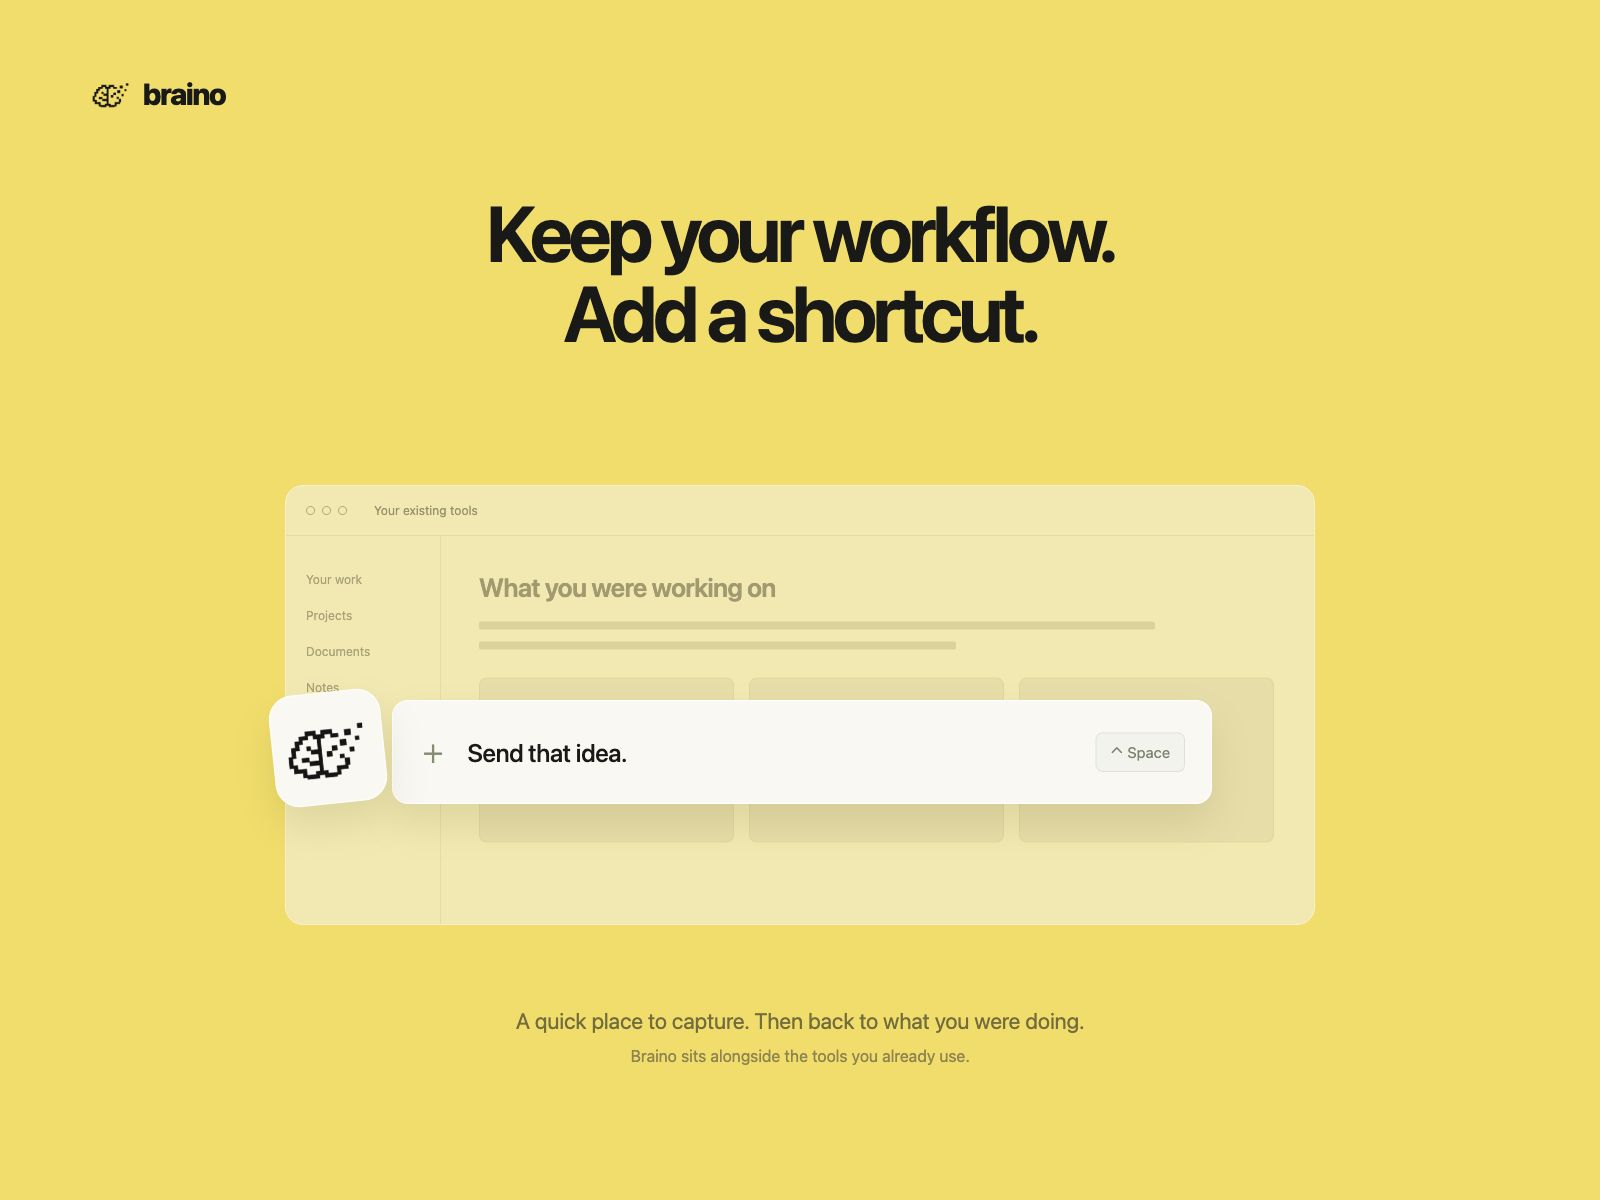 braino
Keep your workflow.
Add a shortcut.
Your existing tools
Your work
Projects
Documents
Notes
What you were working on
Send that idea.
^ Space
A quick place to capture. Then back to what you were doing.
Braino sits alongside the tools you already use.